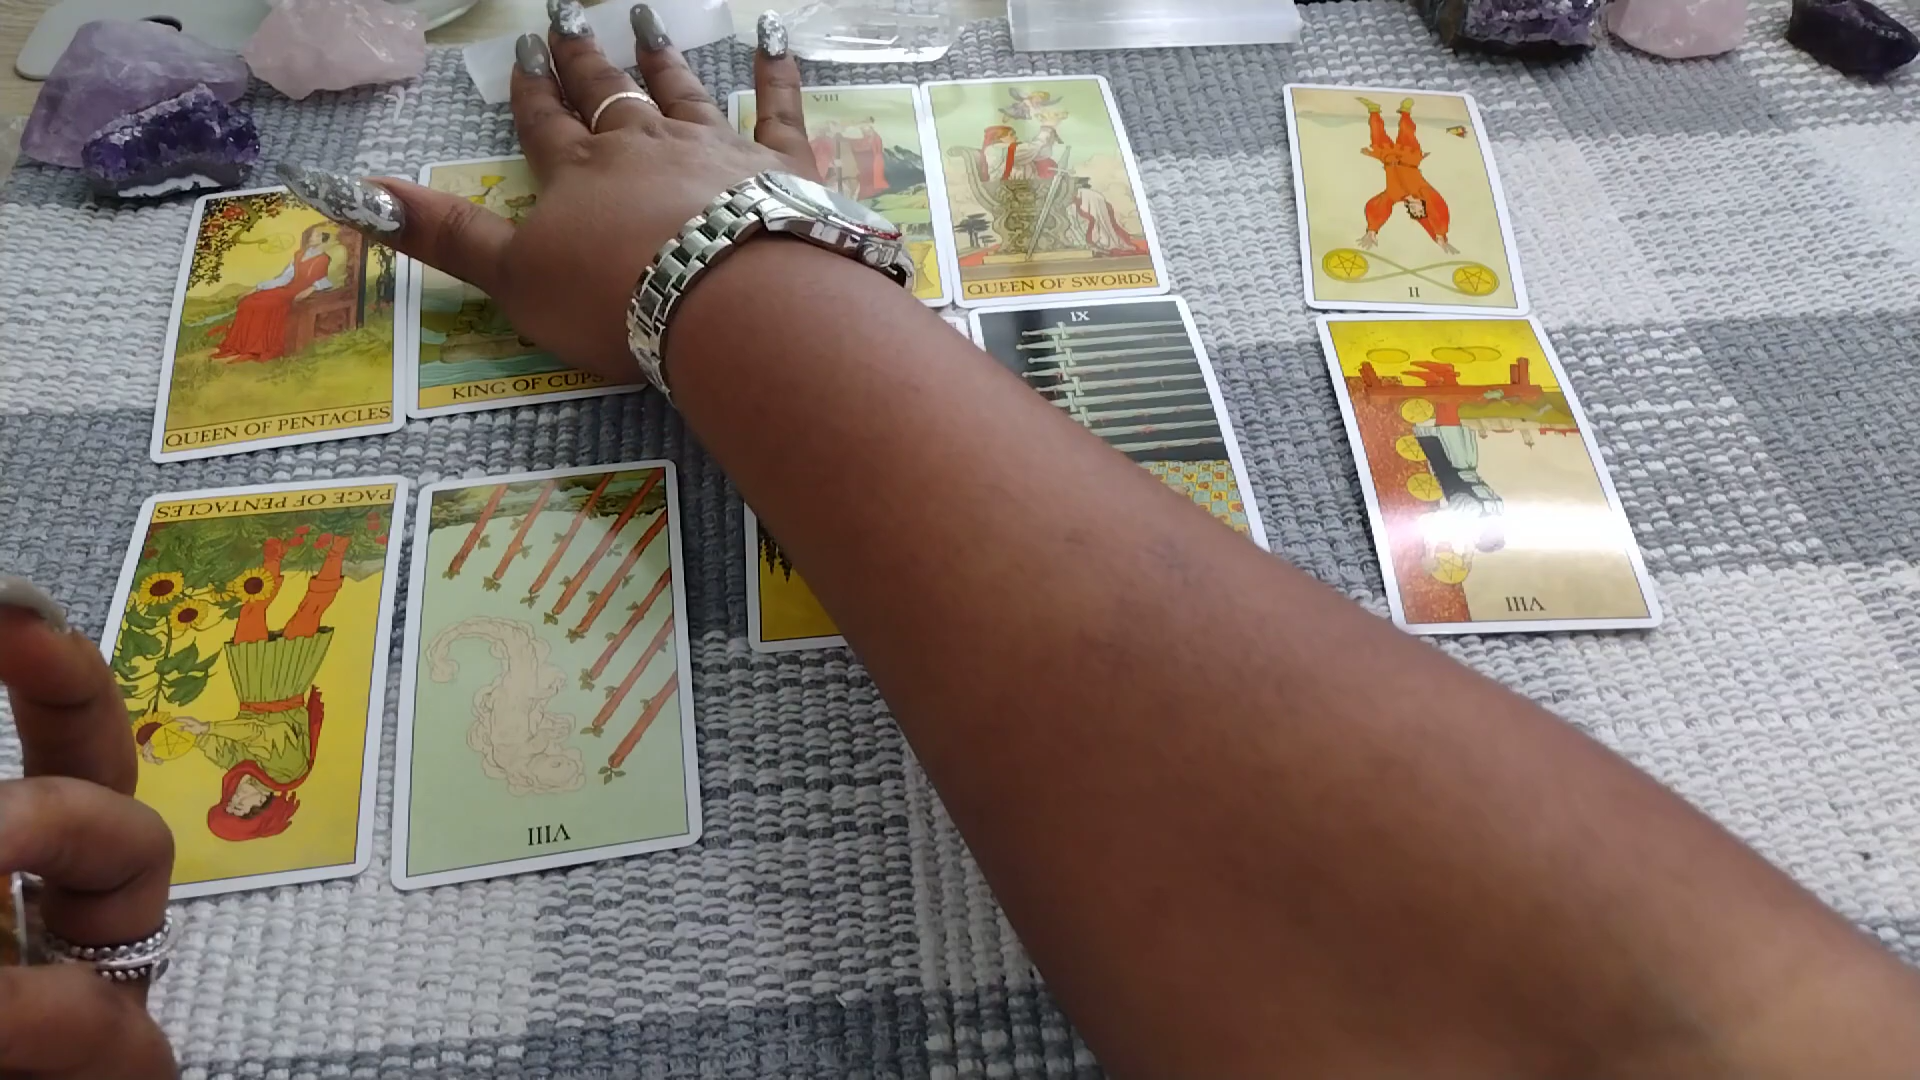 VIII
QUEEN OF SWORDS
II
IX
QUEEN OF PENTACLES
KING OF CUPS
VIII
PAGE OF PENTACLES
VIII